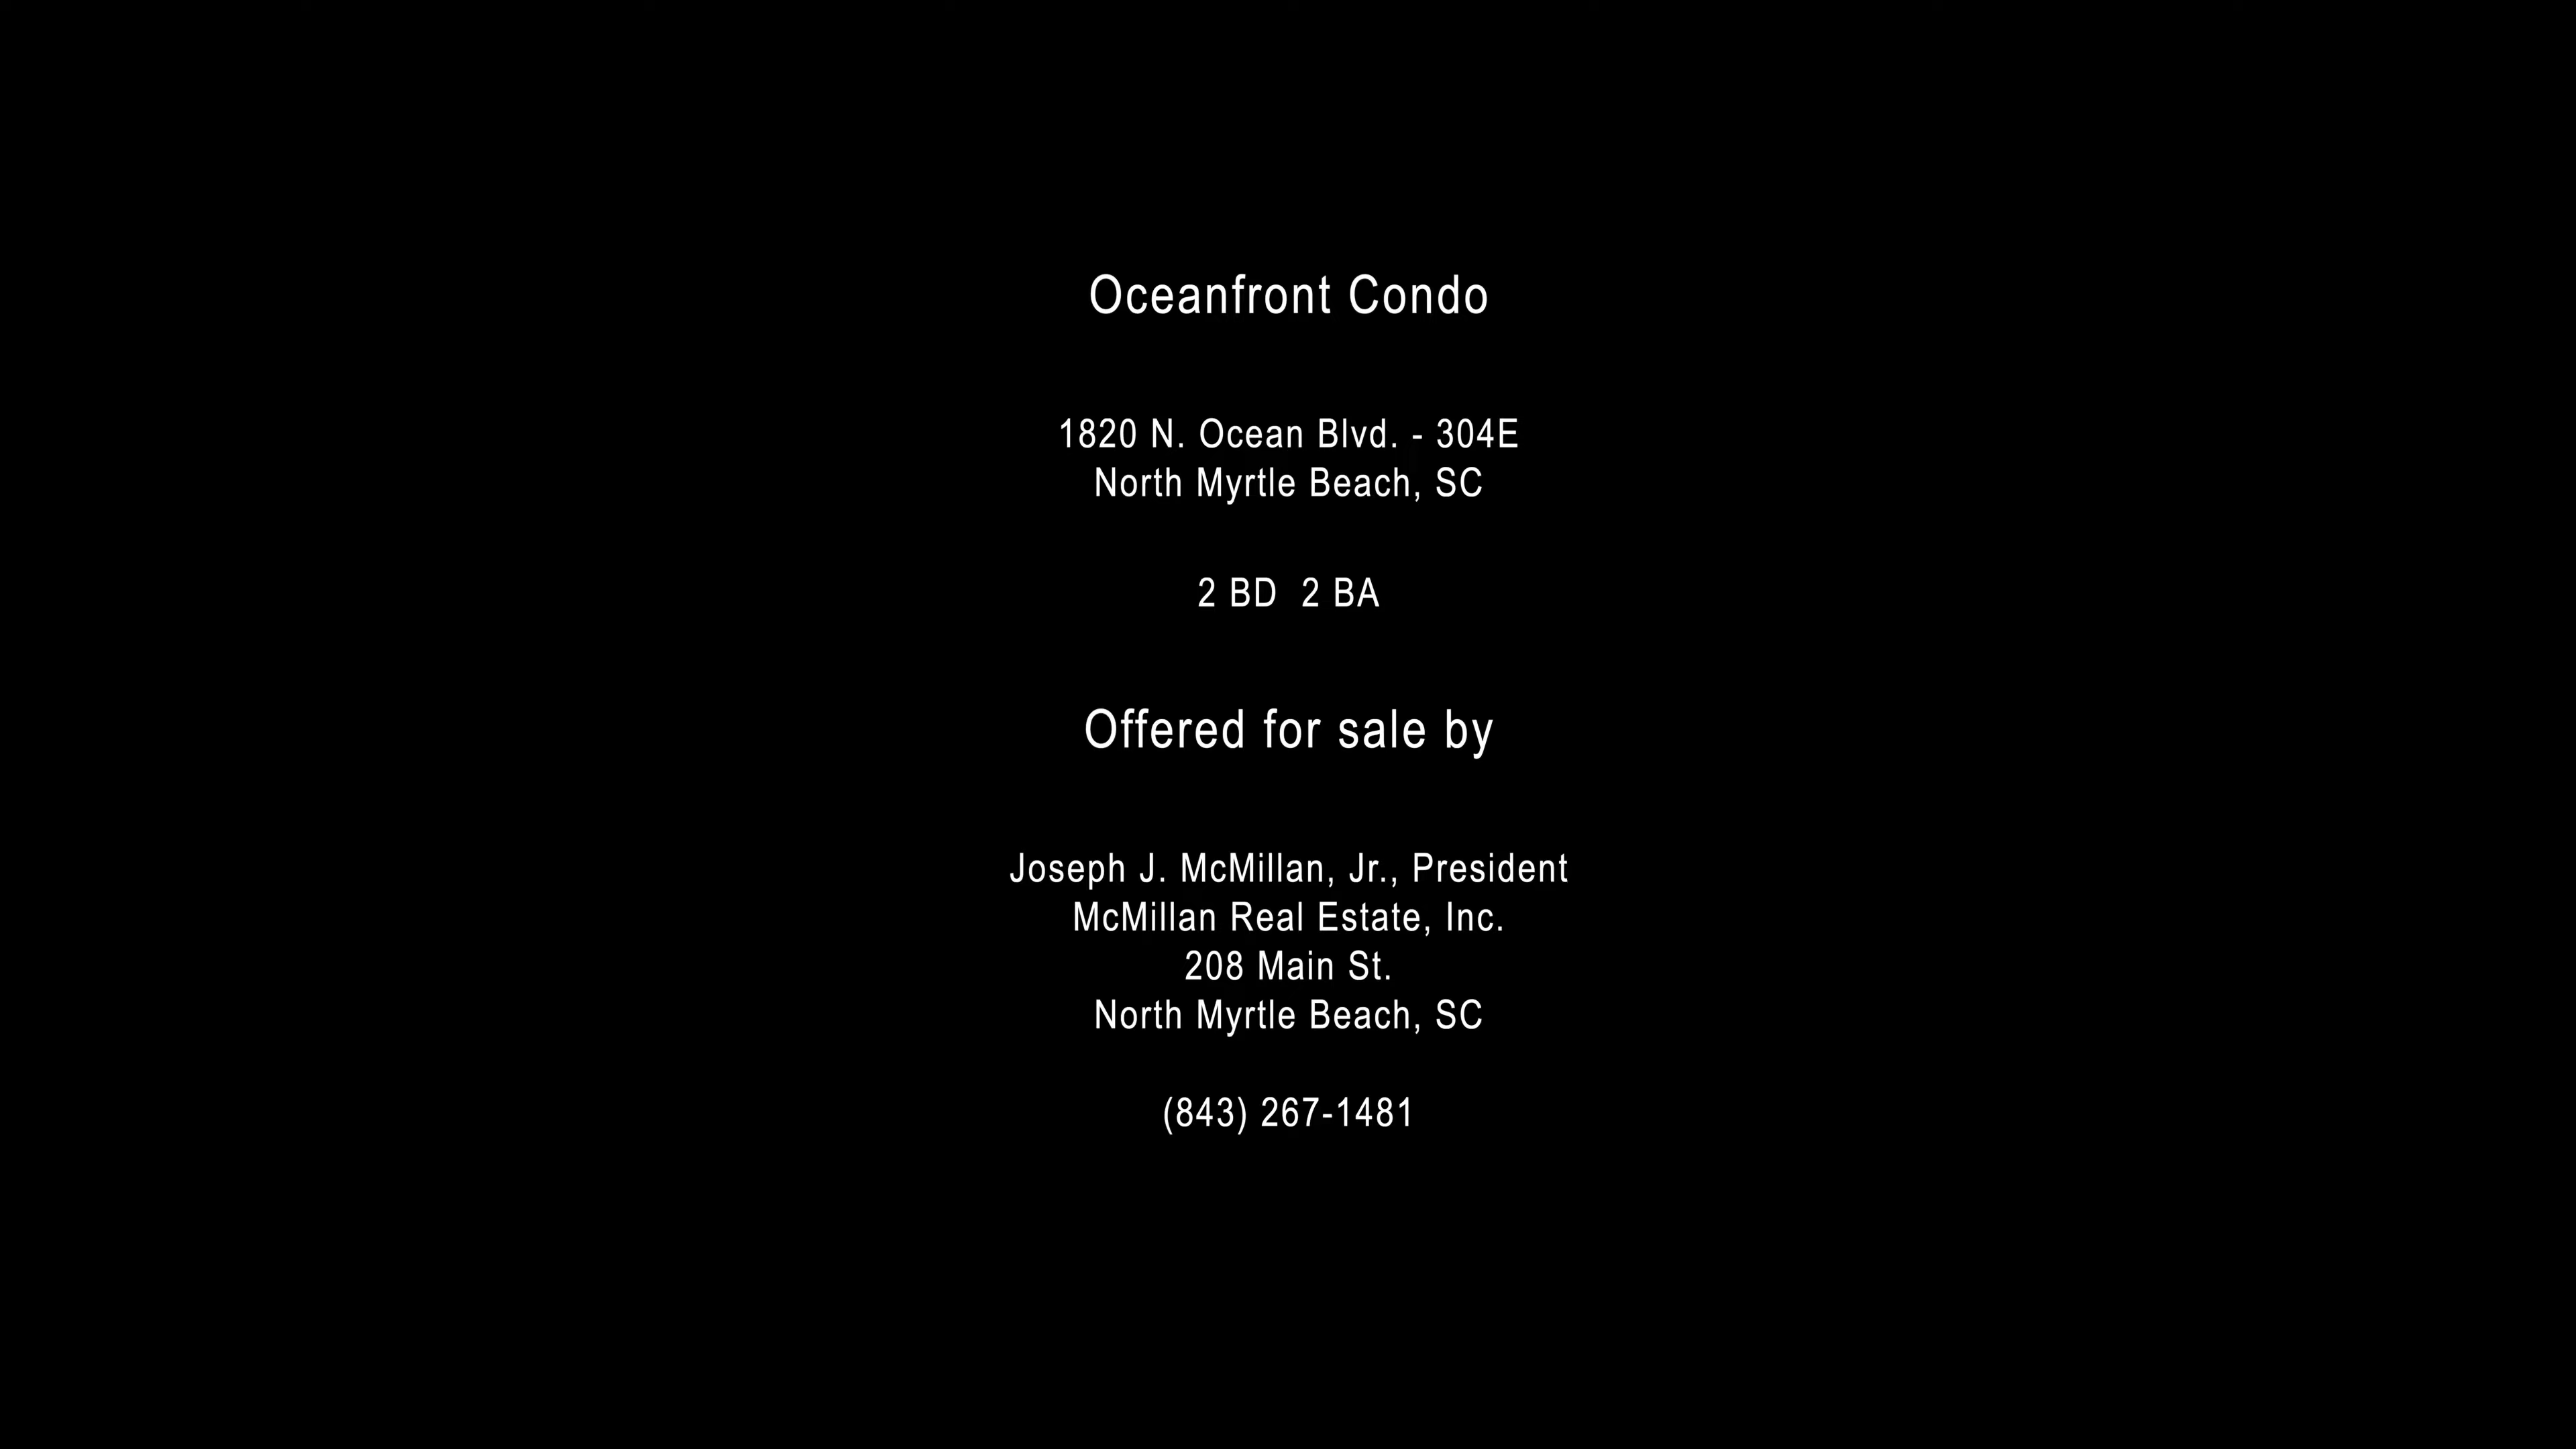 Oceanfront Condo
1820 N. Ocean Blvd. - 304E
North Myrtle Beach, SC
2 BD  2 BA
Offered for sale by
Joseph J. McMillan, Jr., President
McMillan Real Estate, Inc.
208 Main St.
North Myrtle Beach, SC
(843) 267-1481